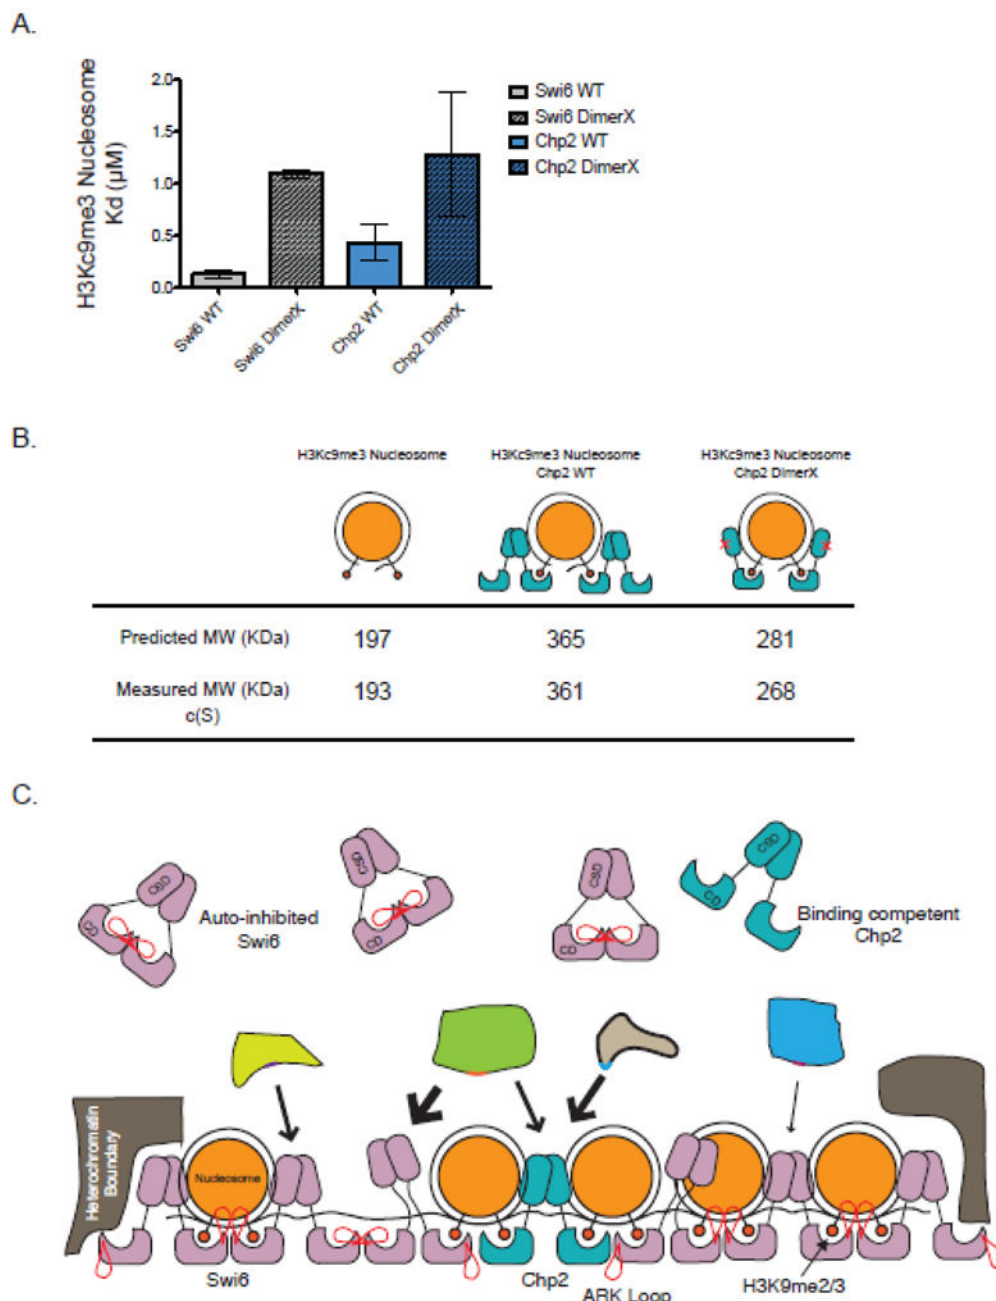 A.
H3Kc9me3 Nucleosome
Kd (µM)
2.0
1.5
1.0
0.5
0.0
Swi6 WT
Swi6 DimerX
Chp2 WT
Chp2 DimerX
Swi6 WT
Swi6 DimerX
Chp2 WT
Chp2 DimerX
B.
H3Kc9me3 Nucleosome
H3Kc9me3 Nucleosome
Chp2 WT
H3Kc9me3 Nucleosome
Chp2 DimerX
x
x
Predicted MW (KDa) 197 365 281
Measured MW (KDa) 193 361 268
c(S)
C.
CSD
CD
Auto-inhibited
Swi6
CSD
CD
CSD
CD
CSD
CD
Binding competent
Chp2
Heterochromatin
Boundary
Nucleosome
Swi6
Chp2
ARK Loop
H3K9me2/3